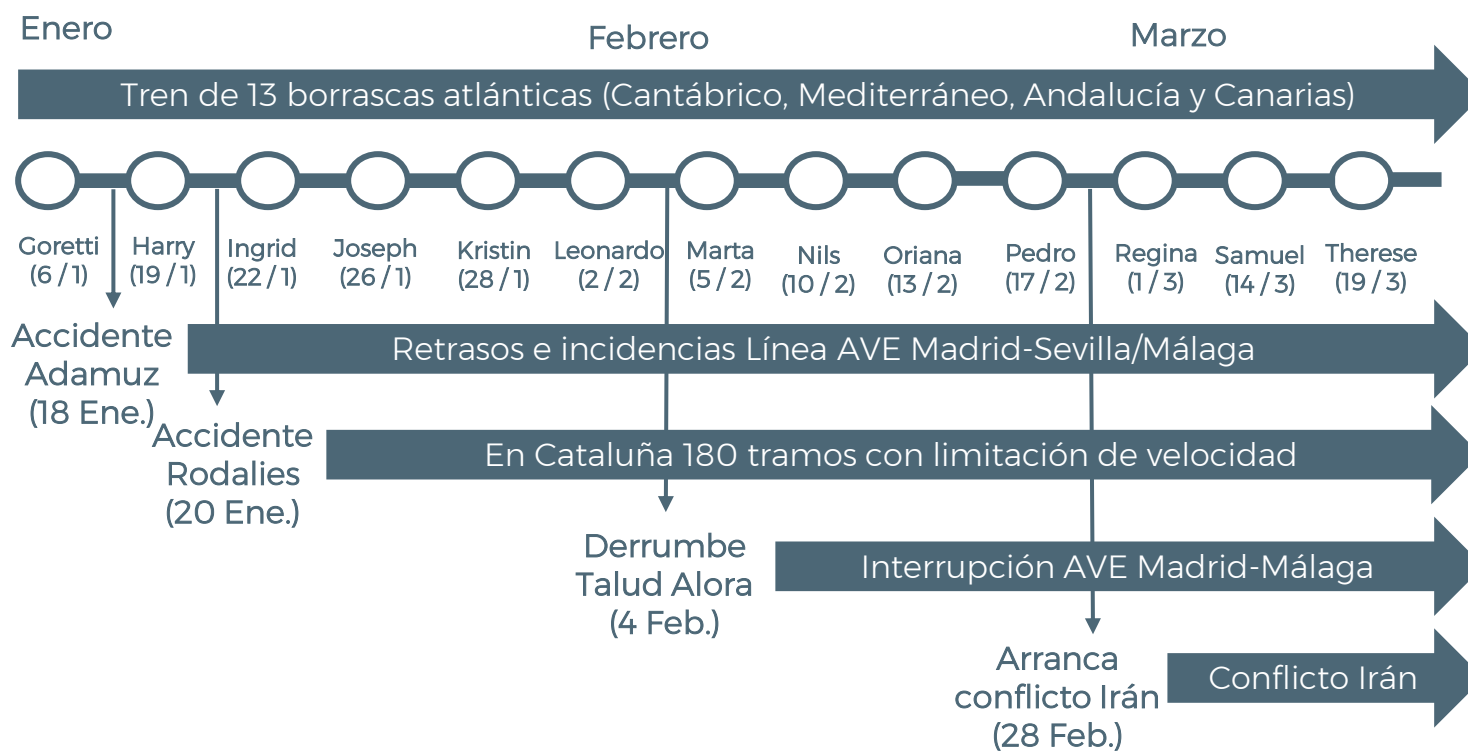 Enero
Febrero
Marzo
Tren de 13 borrascas atlánticas (Cantábrico, Mediterráneo, Andalucía y Canarias)
Goretti
(6 / 1)
Harry
(19 / 1)
Ingrid
(22 / 1)
Joseph
(26 / 1)
Kristin
(28 / 1)
Leonardo
(2 / 2)
Marta
(5 / 2)
Nils
(10 / 2)
Oriana
(13 / 2)
Pedro
(17 / 2)
Regina
(1 / 3)
Samuel
(14 / 3)
Therese
(19 / 3)
Accidente
Adamuz
(18 Ene.)
Retrasos e incidencias Línea AVE Madrid-Sevilla/Málaga
Accidente
Rodalies
(20 Ene.)
En Cataluña 180 tramos con limitación de velocidad
Derrumbe
Talud Alora
(4 Feb.)
Interrupción AVE Madrid-Málaga
Arranca
conflicto Irán
(28 Feb.)
Conflicto Irán